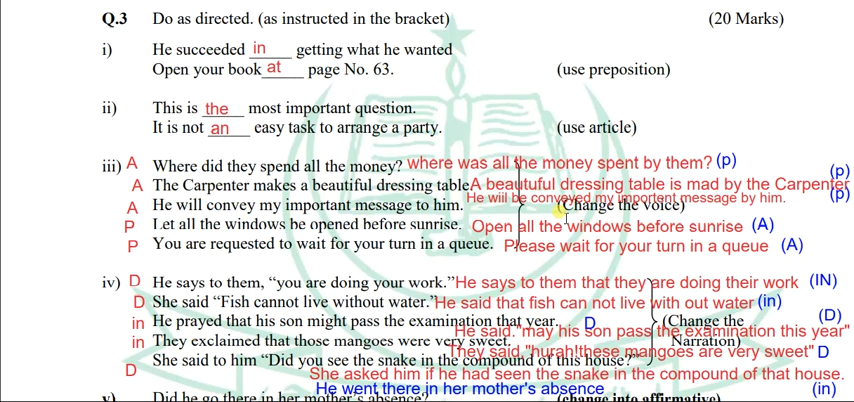 Q.3 Do as directed. (as instructed in the bracket) (20 Marks)
i) He succeeded in getting what he wanted
Open your book at page No. 63. (use preposition)
ii) This is the most important question.
It is not an easy task to arrange a party. (use article)
iii) A Where did they spend all the money? where was all the money spent by them? (p)
A The Carpenter makes a beautiful dressing table A beautuful dressing table is mad by the Carpenter (p)
A He will convey my important message to him. He wiil be conveyed my importent message by him. (p)
(Change the voice)
P Let all the windows be opened before sunrise. Open all the windows before sunrise (A)
P You are requested to wait for your turn in a queue. Please wait for your turn in a queue (A)
iv) D He says to them, “you are doing your work.” He says to them that they are doing their work (IN)
D She said “Fish cannot live without water.” He said that fish can not live with out water (in)
in He prayed that his son might pass the examination that year. D (Change the (D)
He said."may his son pass the examination this year"
in They exclaimed that those mangoes were very sweet. Narration)
They said,"hurah!these mangoes are very sweet" D
D She said to him “Did you see the snake in the compound of this house?”
She asked him if he had seen the snake in the compound of that house.
He went there in her mother's absence (in)
v) Did he go there in her mother's absence? (change into affirmative)